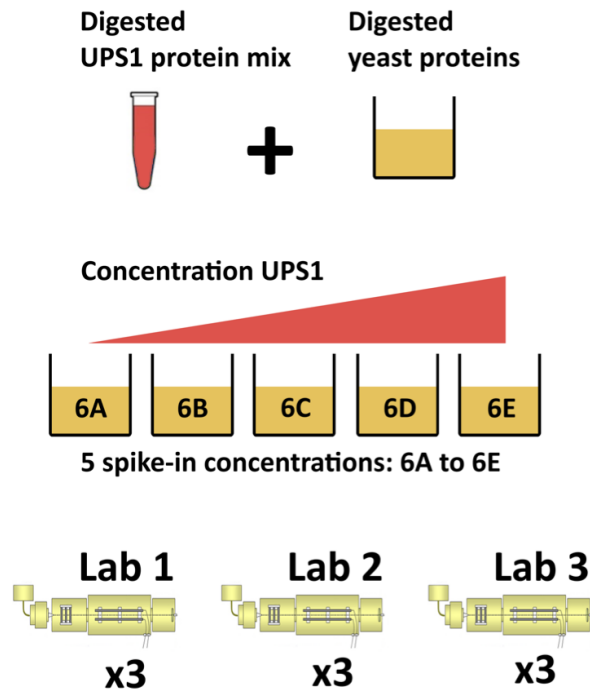 Digested
UPS1 protein mix
Digested
yeast proteins
+
Concentration UPS1
6A
6B
6C
6D
6E
5 spike-in concentrations: 6A to 6E
Lab 1
Lab 2
Lab 3
x3
x3
x3